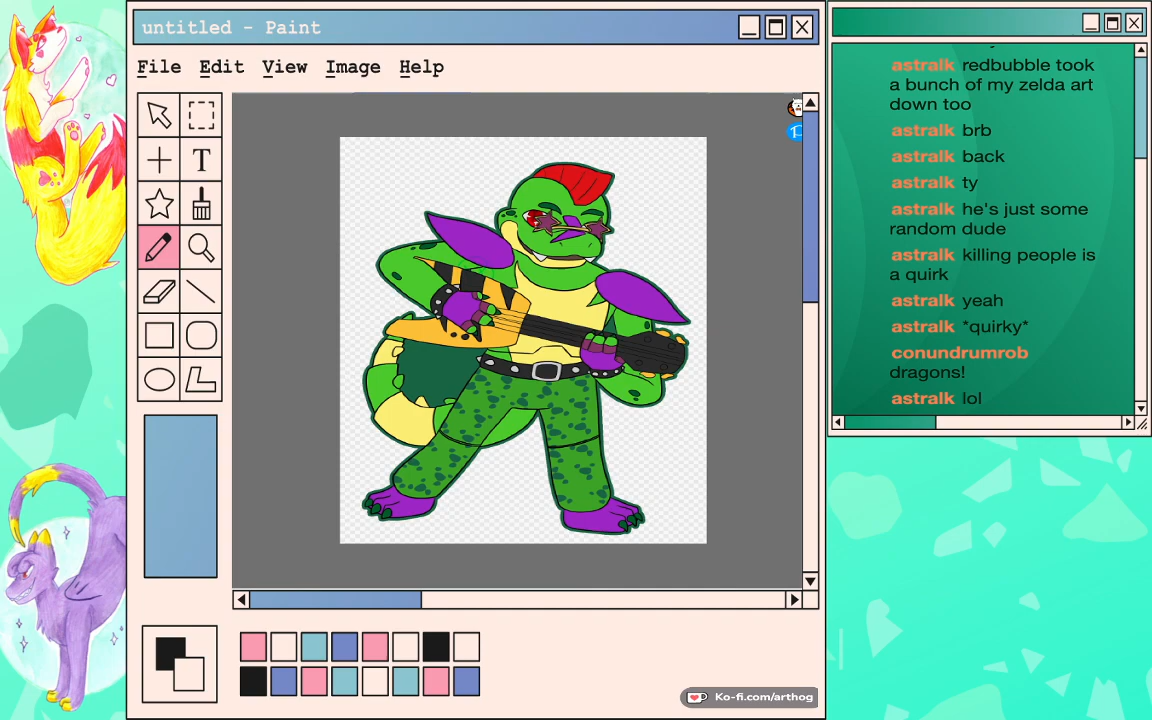 untitled - Paint
File Edit View Image Help
T
Ko-fi.com/arthog
astralk redbubble took
a bunch of my zelda art
down too
astralk brb
astralk back
astralk ty
astralk he's just some
random dude
astralk killing people is
a quirk
astralk yeah
astralk *quirky*
conundrumrob
dragons!
astralk lol